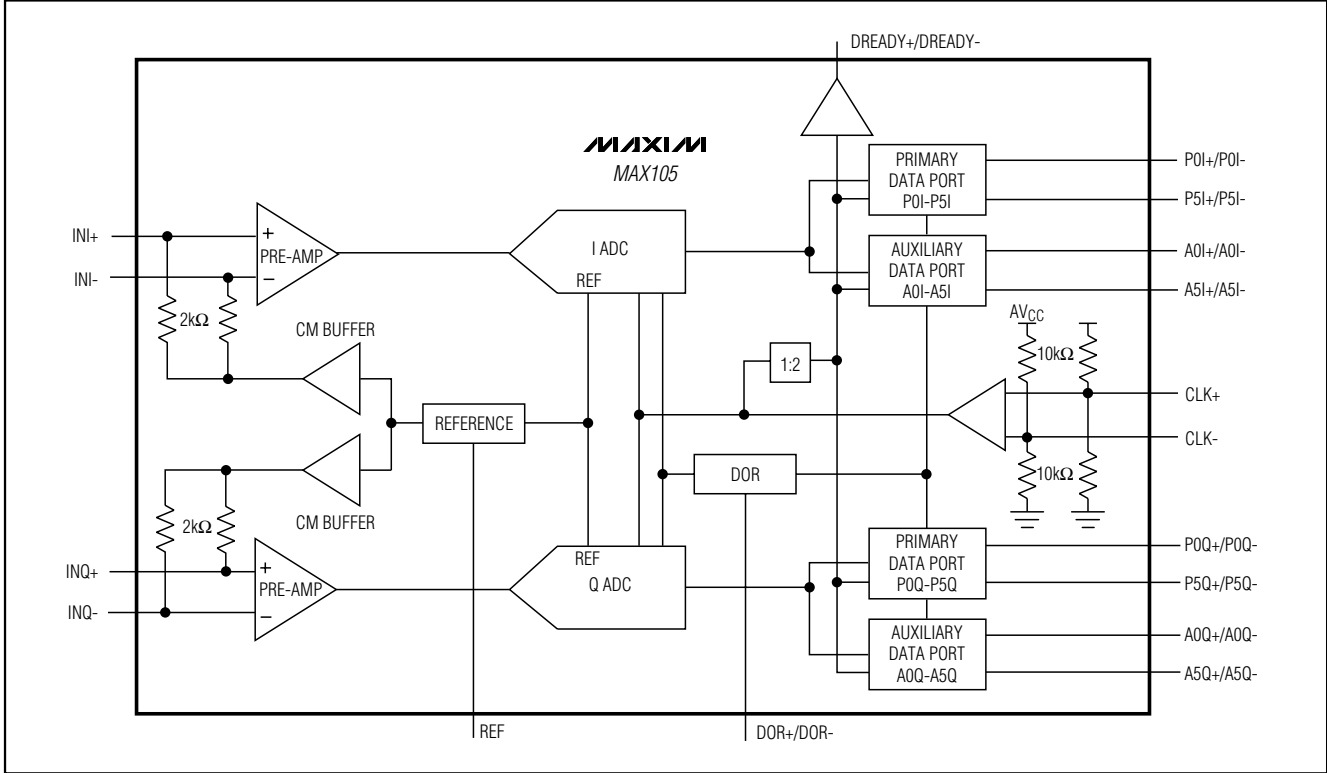 DREADY+/DREADY-
MAXIM
MAX105
PRIMARY
DATA PORT
P0I-P5I
P0I+/P0I-
P5I+/P5I-
INI+
INI-
+
PRE-AMP
−
I ADC
REF
AUXILIARY
DATA PORT
A0I-A5I
A0I+/A0I-
A5I+/A5I-
2kΩ
CM BUFFER
1:2
AVCC
10kΩ
CLK+
CLK-
10kΩ
REFERENCE
DOR
CM BUFFER
2kΩ
INQ+
INQ-
+
PRE-AMP
−
REF
Q ADC
PRIMARY
DATA PORT
P0Q-P5Q
P0Q+/P0Q-
P5Q+/P5Q-
AUXILIARY
DATA PORT
A0Q-A5Q
A0Q+/A0Q-
A5Q+/A5Q-
REF
DOR+/DOR-